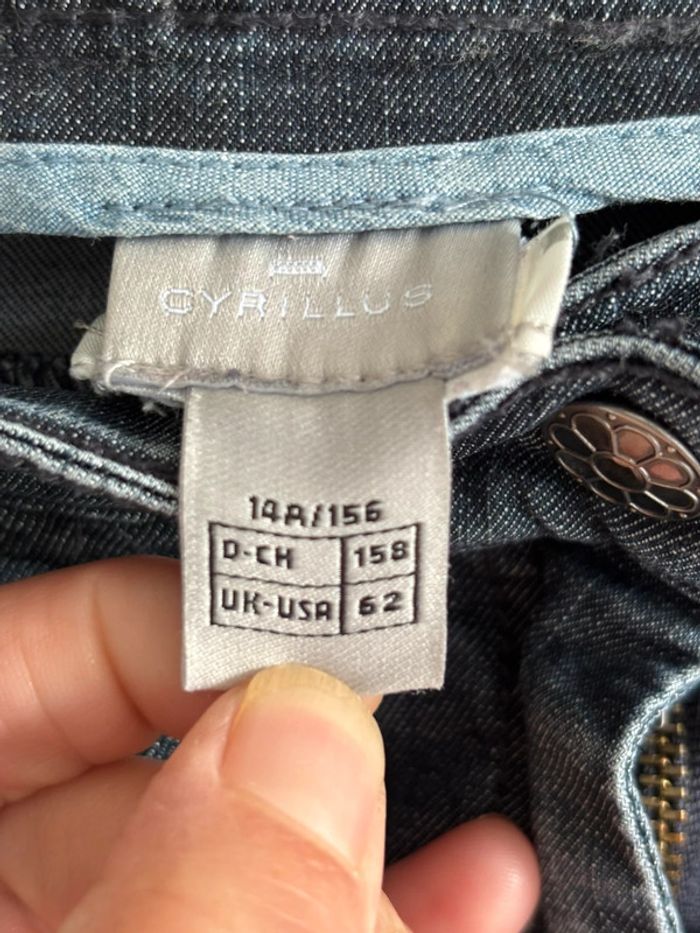 CYRILLUS
14A/156
D-CH 158
UK-USA 62